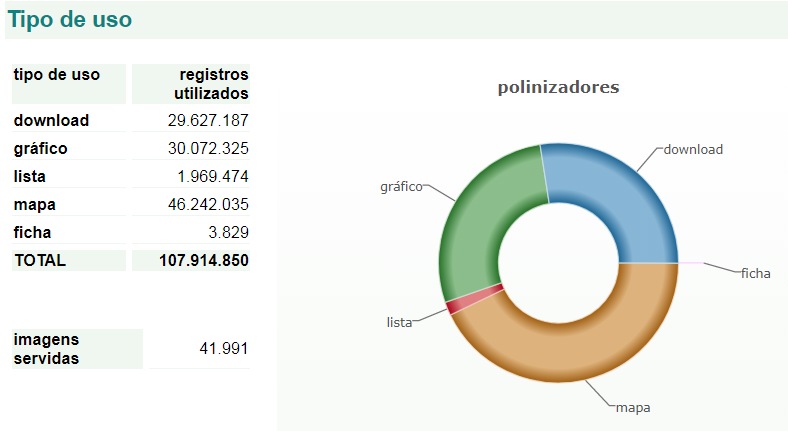 Tipo de uso
tipo de uso registros
utilizados
download 29.627.187
gráfico 30.072.325
lista 1.969.474
mapa 46.242.035
ficha 3.829
TOTAL 107.914.850
imagens
servidas 41.991
polinizadores
download
gráfico
ficha
lista
mapa